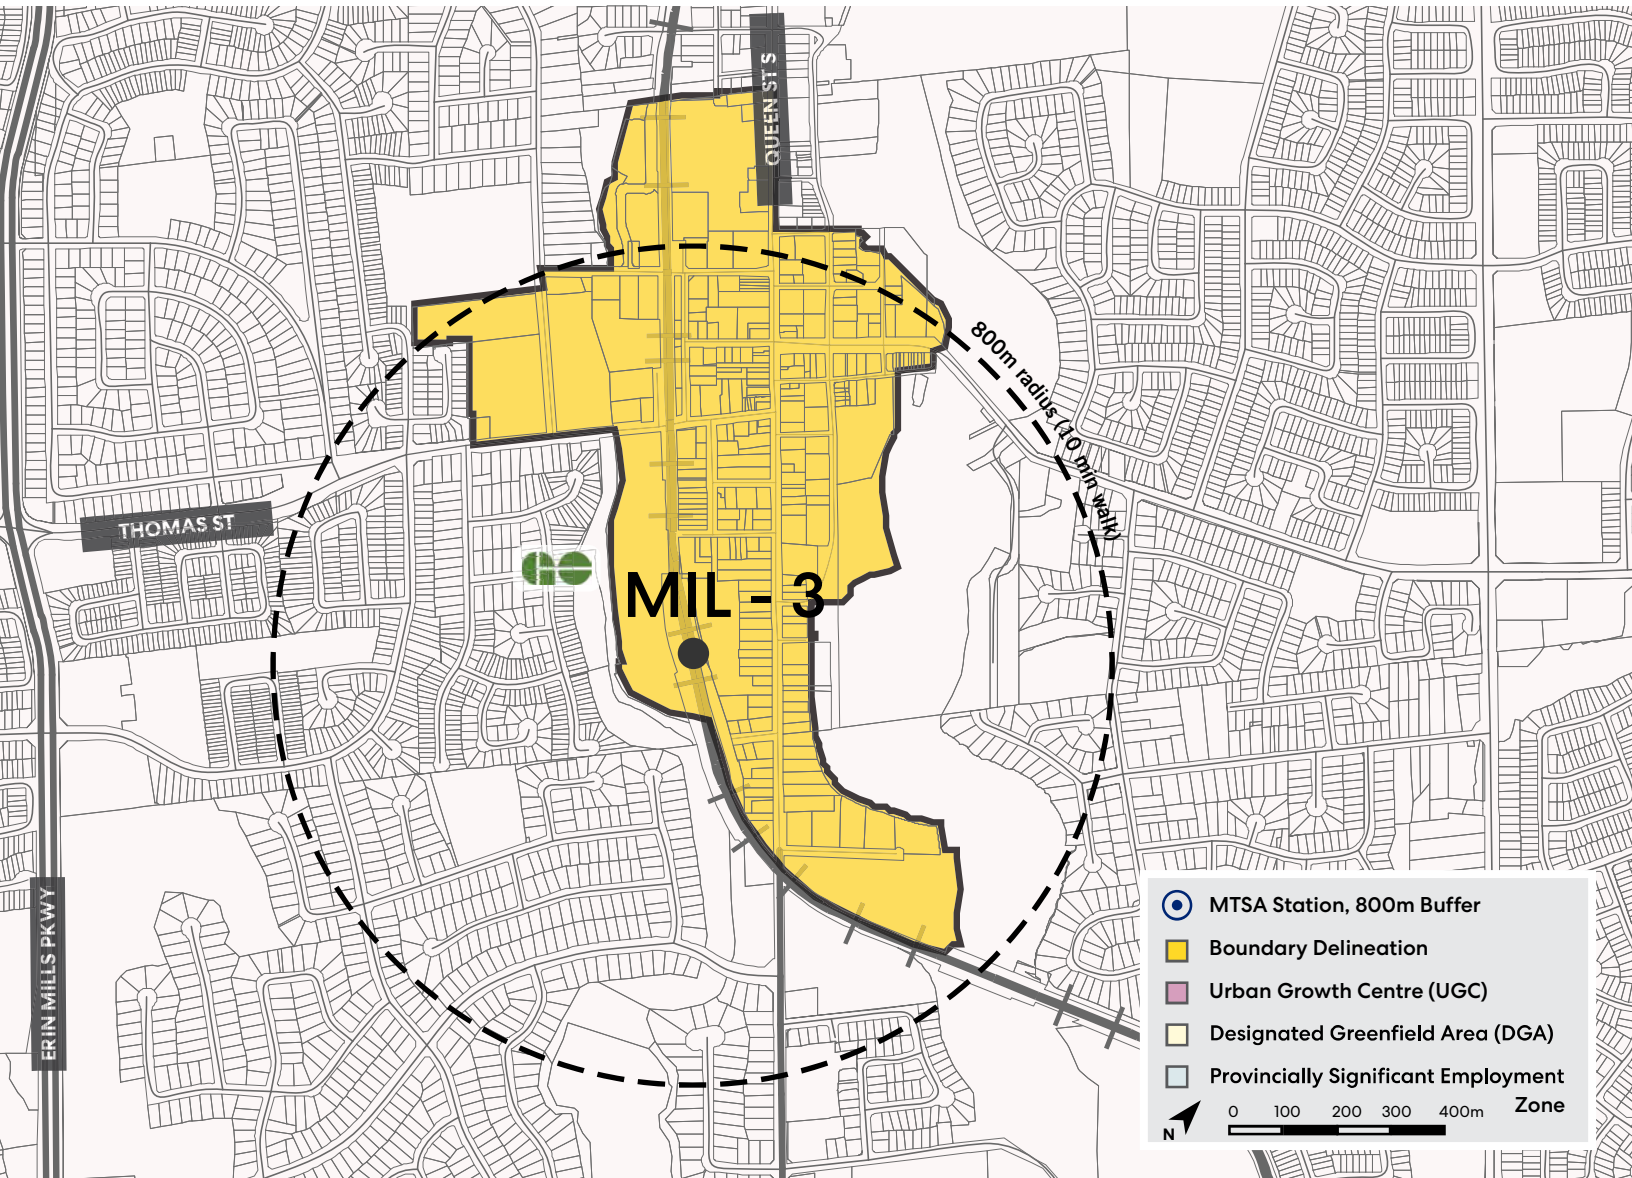 QUEEN ST S
800m radius (10 min walk)
THOMAS ST
GO
MIL - 3
ERIN MILLS PKWY
MTSA Station, 800m Buffer
Boundary Delineation
Urban Growth Centre (UGC)
Designated Greenfield Area (DGA)
Provincially Significant Employment
Zone
N
0 100 200 300 400m